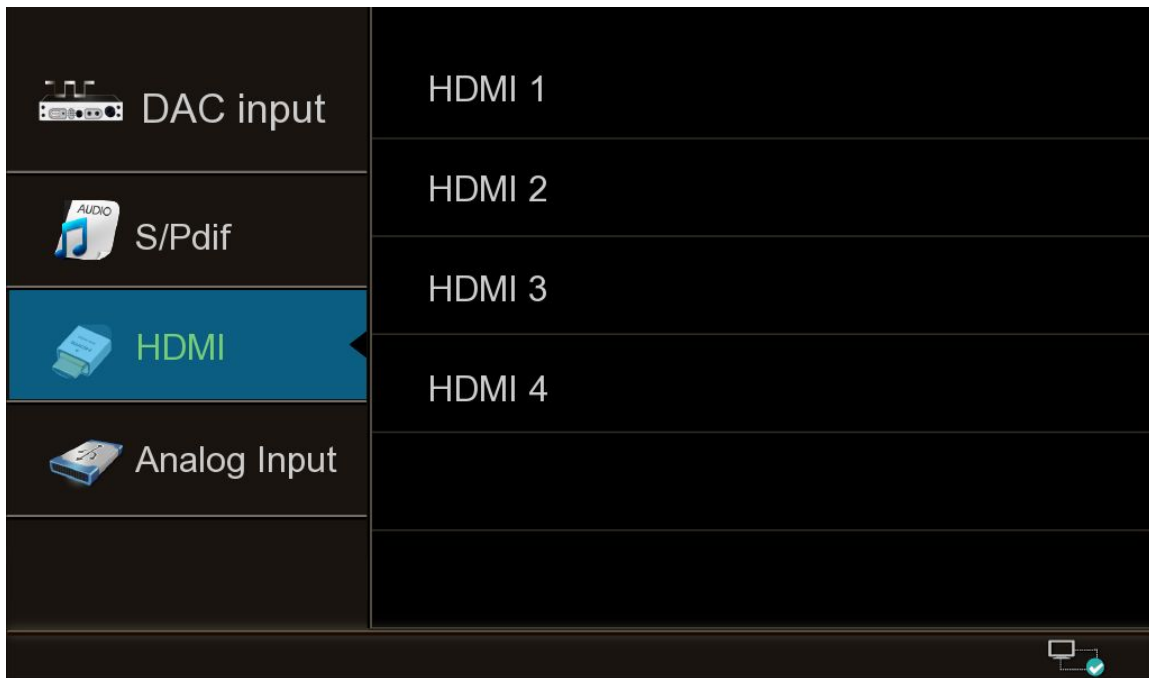 DAC input
AUDIO
S/Pdif
HDMI
Analog Input
HDMI 1
HDMI 2
HDMI 3
HDMI 4